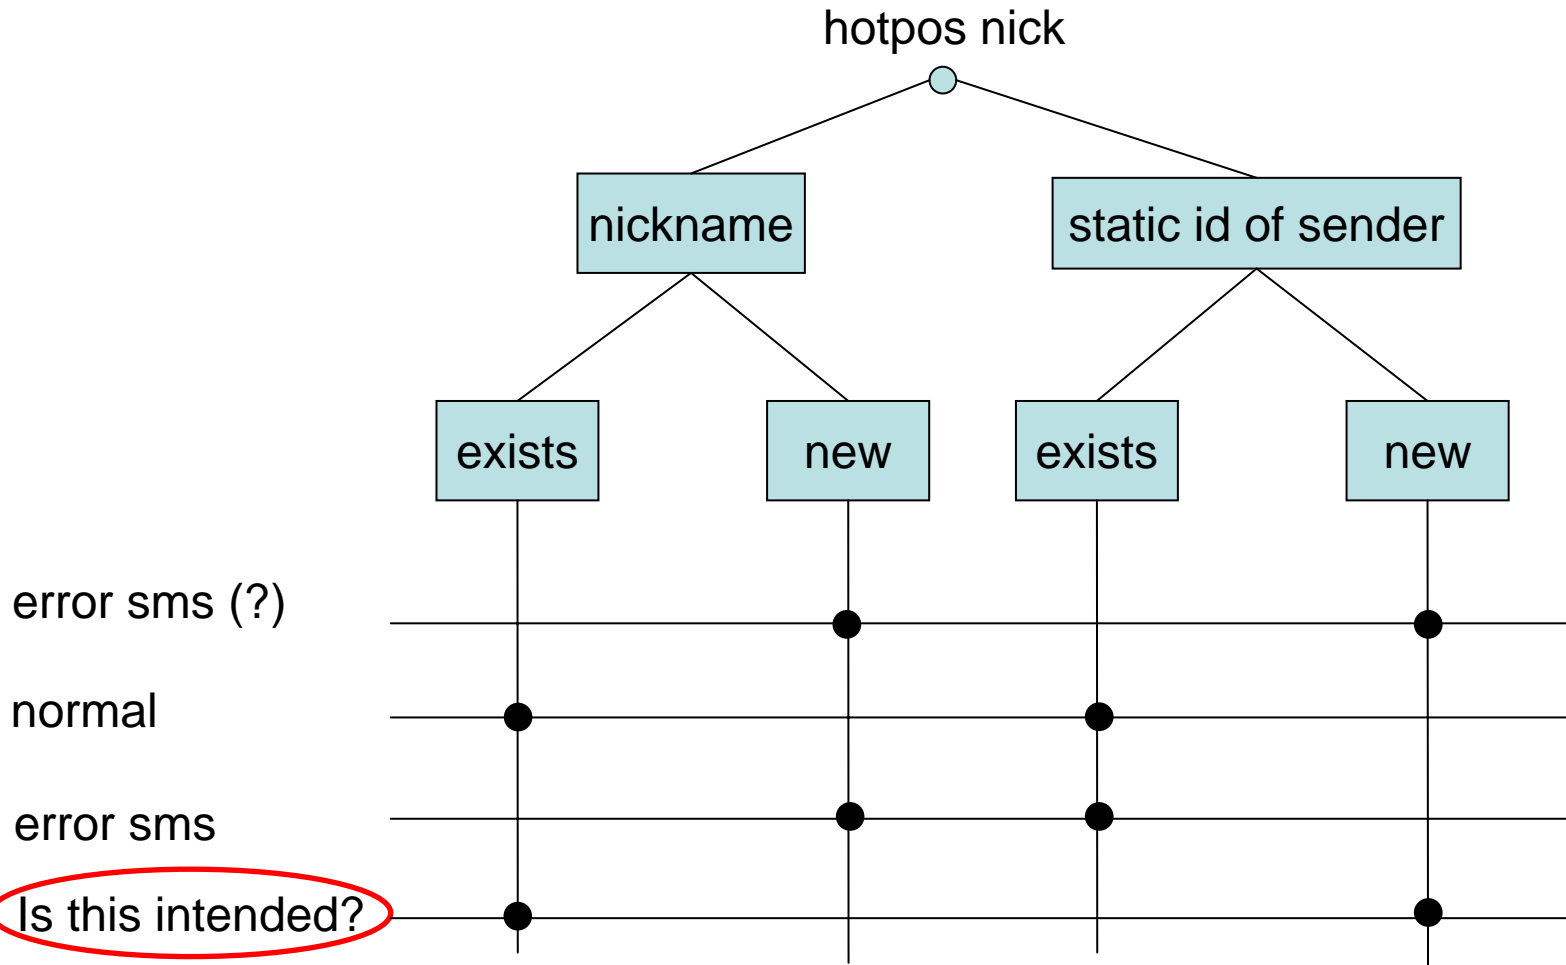 hotpos nick
nickname
static id of sender
exists
new
exists
new
error sms (?)
normal
error sms
Is this intended?